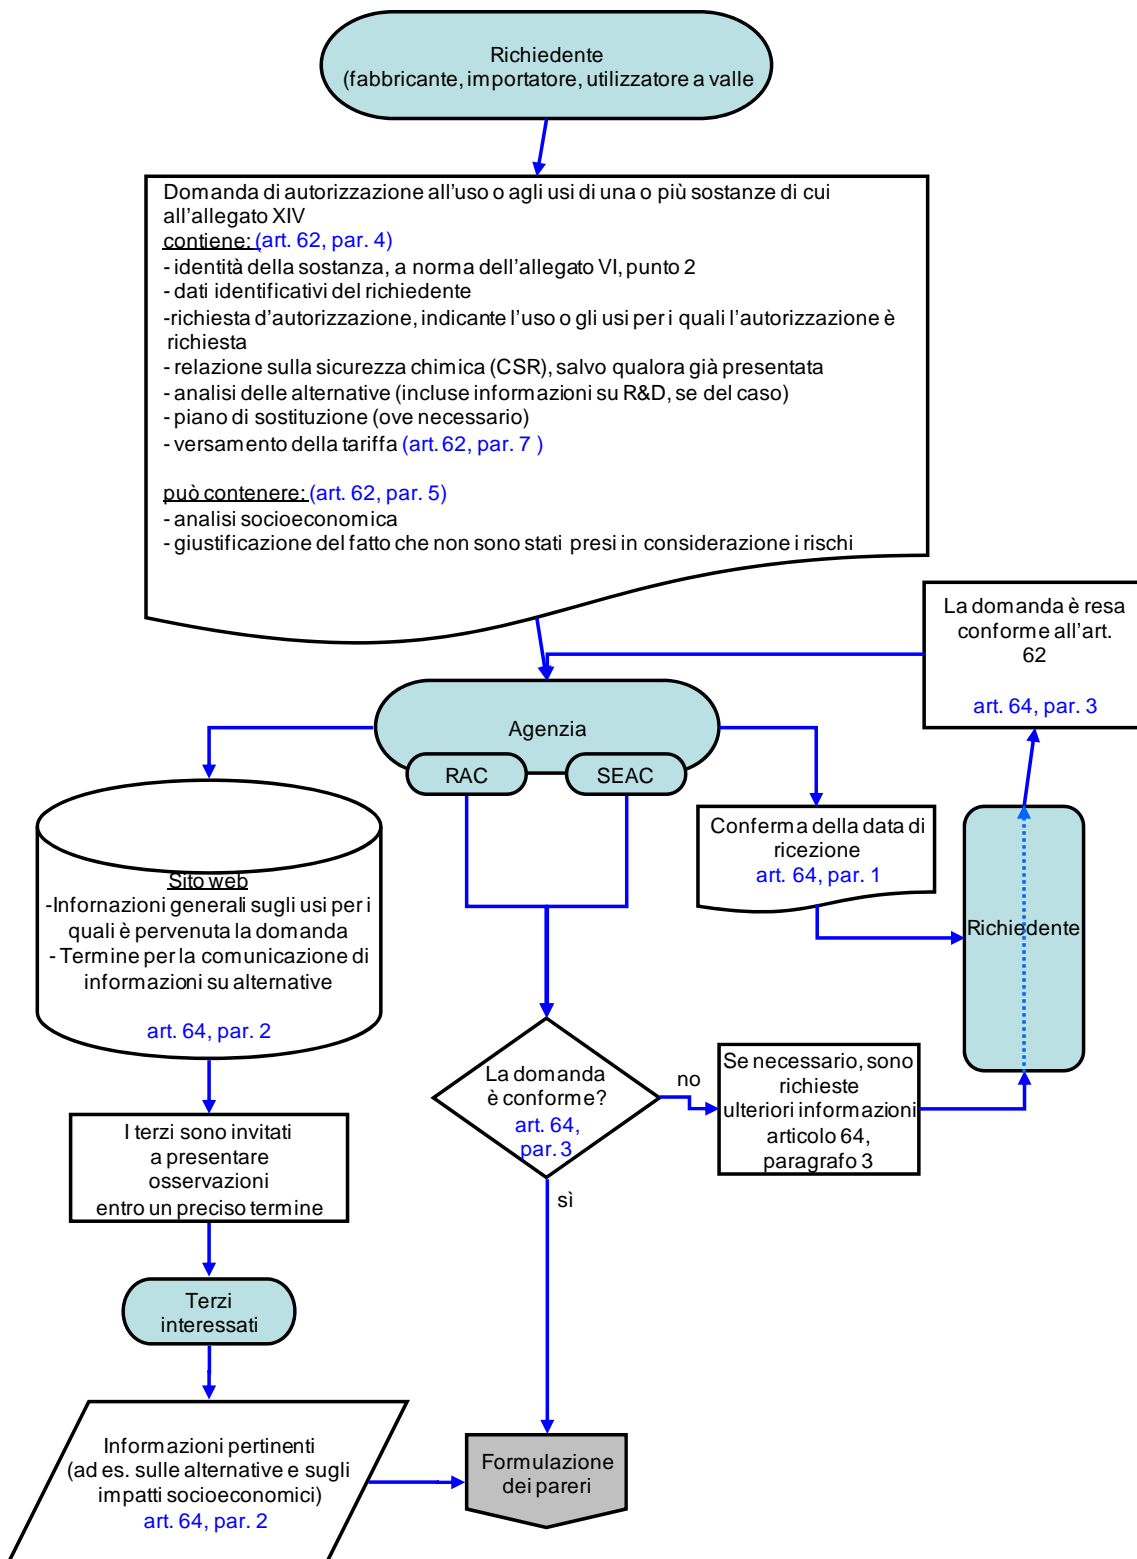 Richiedente
(fabbricante, importatore, utilizzatore a valle
Domanda di autorizzazione all'uso o agli usi di una o più sostanze di cui
all'allegato XIV
contiene: (art. 62, par. 4)
- identità della sostanza, a norma dell'allegato VI, punto 2
- dati identificativi del richiedente
-richiesta d'autorizzazione, indicante l'uso o gli usi per i quali l'autorizzazione è
richiesta
- relazione sulla sicurezza chimica (CSR), salvo qualora già presentata
- analisi delle alternative (incluse informazioni su R&D, se del caso)
- piano di sostituzione (ove necessario)
- versamento della tariffa (art. 62, par. 7 )
può contenere: (art. 62, par. 5)
- analisi socioeconomica
- giustificazione del fatto che non sono stati presi in considerazione i rischi
La domanda è resa
conforme all'art.
62
art. 64, par. 3
Agenzia
RAC
SEAC
Conferma della data di
ricezione
art. 64, par. 1
Richiedente
Sito web
-Infornazioni generali sugli usi per i
quali è pervenuta la domanda
- Termine per la comunicazione di
informazioni su alternative
art. 64, par. 2
La domanda
è conforme?
art. 64,
par. 3
no
sì
Se necessario, sono
richieste
ulteriori informazioni
articolo 64,
paragrafo 3
I terzi sono invitati
a presentare
osservazioni
entro un preciso termine
Terzi
interessati
Informazioni pertinenti
(ad es. sulle alternative e sugli
impatti socioeconomici)
art. 64, par. 2
Formulazione
dei pareri